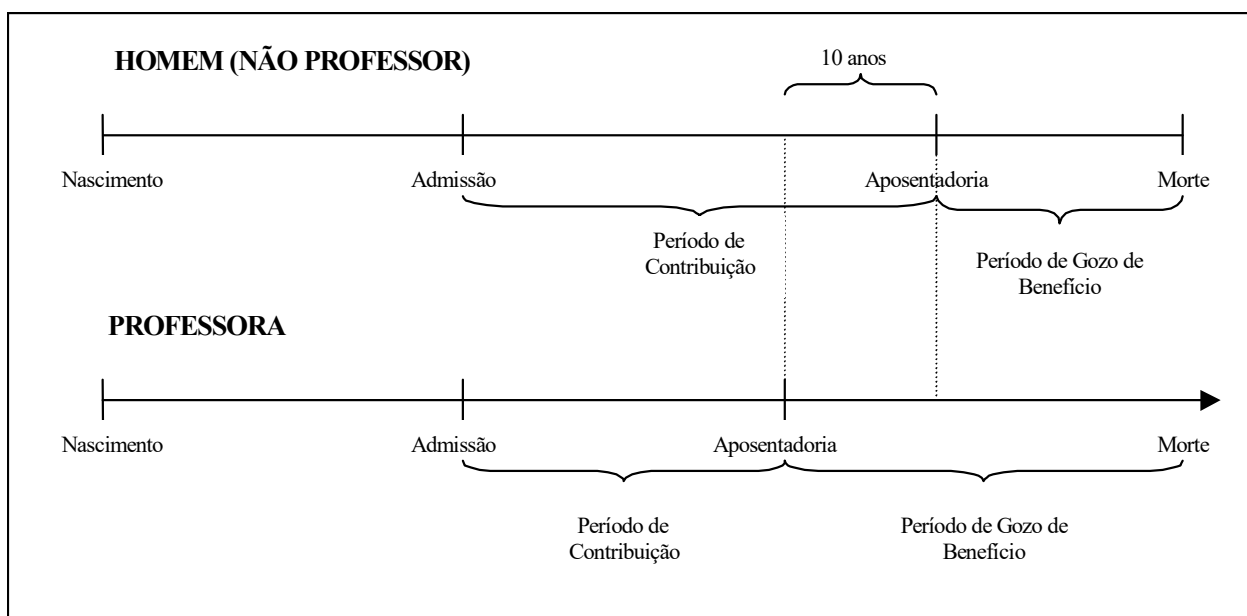 HOMEM (NÃO PROFESSOR)
10 anos
Nascimento
Admissão
Aposentadoria
Morte
Período de
Contribuição
Período de Gozo de
Benefício
PROFESSORA
Nascimento
Admissão
Aposentadoria
Morte
Período de
Contribuição
Período de Gozo de
Benefício